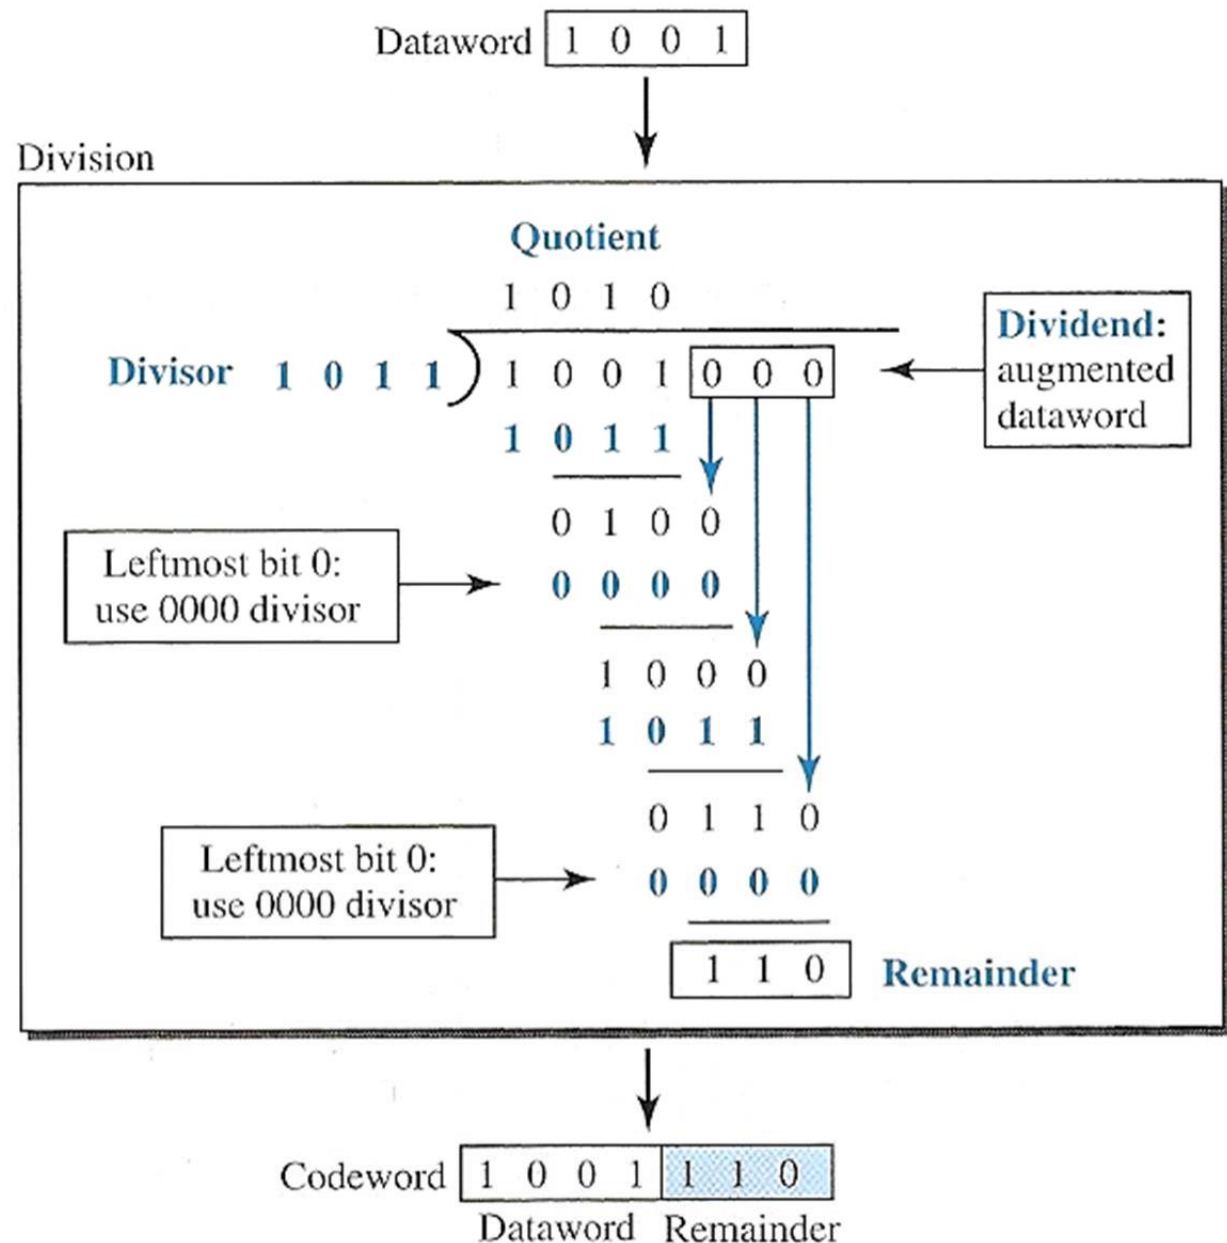 Dataword 1 0 0 1
Division
Quotient
1 0 1 0
Divisor 1 0 1 1 1 0 0 1 0 0 0
Dividend:
augmented
dataword
1 0 1 1
0 1 0 0
Leftmost bit 0:
use 0000 divisor
0 0 0 0
1 0 0 0
1 0 1 1
0 1 1 0
Leftmost bit 0:
use 0000 divisor
0 0 0 0
1 1 0 Remainder
Codeword 1 0 0 1 1 1 0
Dataword Remainder